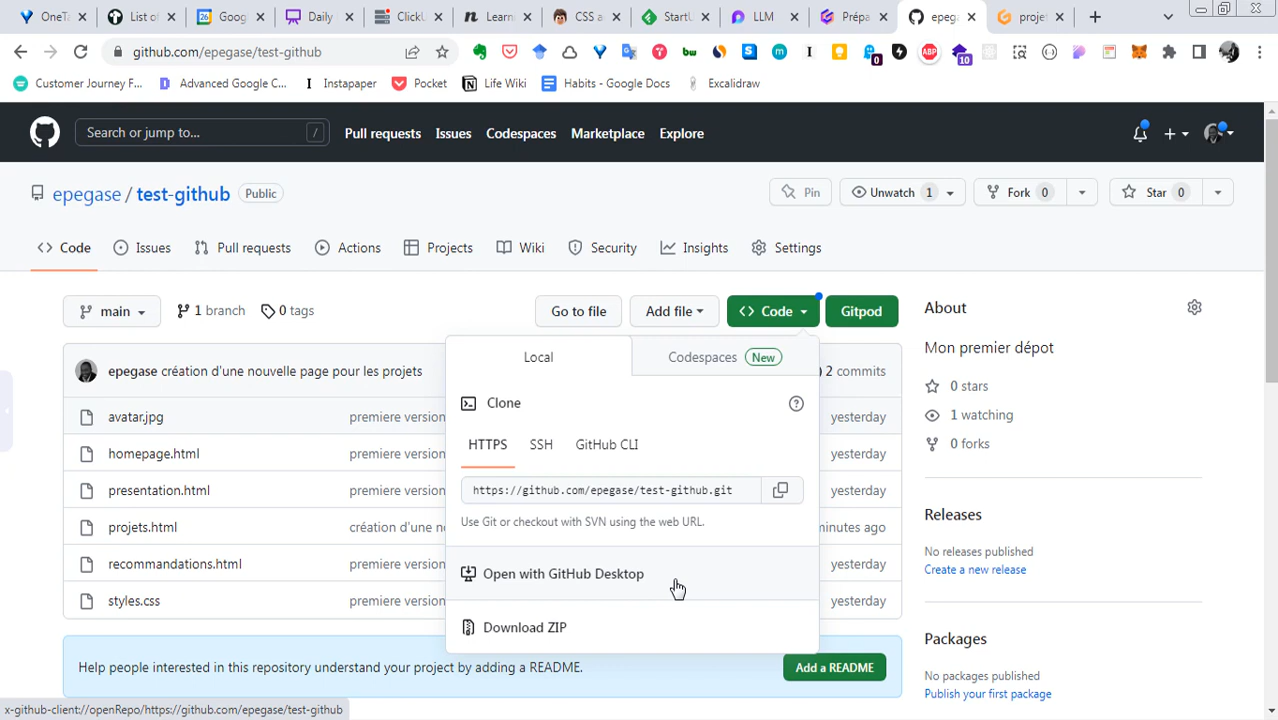 OneTa
List of
Goog
Daily
ClickU
Learn
CSS a
StartU
LLM
Prépa
epega
projet
github.com/epegase/test-github
Customer Journey F...
Advanced Google C...
Instapaper
Pocket
Life Wiki
Habits - Google Docs
Excalidraw
Search or jump to...
/
Pull requests
Issues
Codespaces
Marketplace
Explore
epegase / test-github
Public
Pin
Unwatch 1
Fork 0
Star 0
Code
Issues
Pull requests
Actions
Projects
Wiki
Security
Insights
Settings
main
1 branch
0 tags
Go to file
Add file
Code
Gitpod
About
Mon premier dépot
0 stars
1 watching
0 forks
Releases
No releases published
Create a new release
Packages
No packages published
Publish your first package
epegase création d'une nouvelle page pour les projets
2 commits
avatar.jpg premiere version yesterday
homepage.html premiere version yesterday
presentation.html premiere version yesterday
projets.html création d'une n minutes ago
recommandations.html premiere version yesterday
styles.css premiere version yesterday
Local
Codespaces New
Clone
HTTPS
SSH
GitHub CLI
https://github.com/epegase/test-github.git
Use Git or checkout with SVN using the web URL.
Open with GitHub Desktop
Download ZIP
Help people interested in this repository understand your project by adding a README.
Add a README
x-github-client://openRepo/https://github.com/epegase/test-github